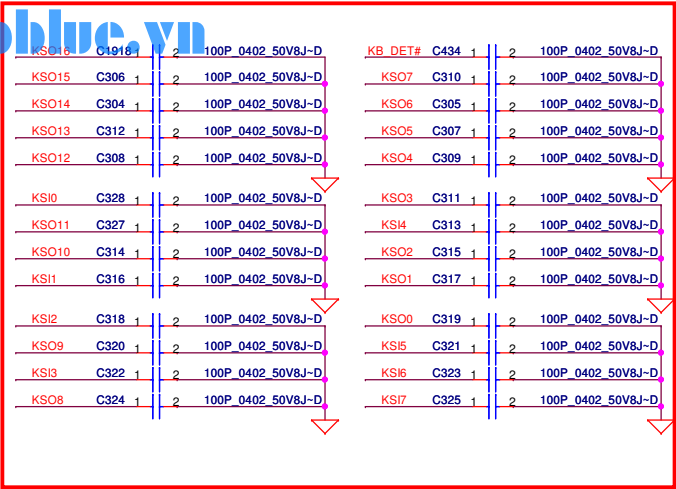 oblue.vn
KSO16 C1918 1 2 100P_0402_50V8J~D KB_DET# C434 1 2 100P_0402_50V8J~D
KSO15 C306 1 2 100P_0402_50V8J~D KSO7 C310 1 2 100P_0402_50V8J~D
KSO14 C304 1 2 100P_0402_50V8J~D KSO6 C305 1 2 100P_0402_50V8J~D
KSO13 C312 1 2 100P_0402_50V8J~D KSO5 C307 1 2 100P_0402_50V8J~D
KSO12 C308 1 2 100P_0402_50V8J~D KSO4 C309 1 2 100P_0402_50V8J~D
KSI0 C328 1 2 100P_0402_50V8J~D KSO3 C311 1 2 100P_0402_50V8J~D
KSO11 C327 1 2 100P_0402_50V8J~D KSI4 C313 1 2 100P_0402_50V8J~D
KSO10 C314 1 2 100P_0402_50V8J~D KSO2 C315 1 2 100P_0402_50V8J~D
KSI1 C316 1 2 100P_0402_50V8J~D KSO1 C317 1 2 100P_0402_50V8J~D
KSI2 C318 1 2 100P_0402_50V8J~D KSO0 C319 1 2 100P_0402_50V8J~D
KSO9 C320 1 2 100P_0402_50V8J~D KSI5 C321 1 2 100P_0402_50V8J~D
KSI3 C322 1 2 100P_0402_50V8J~D KSI6 C323 1 2 100P_0402_50V8J~D
KSO8 C324 1 2 100P_0402_50V8J~D KSI7 C325 1 2 100P_0402_50V8J~D